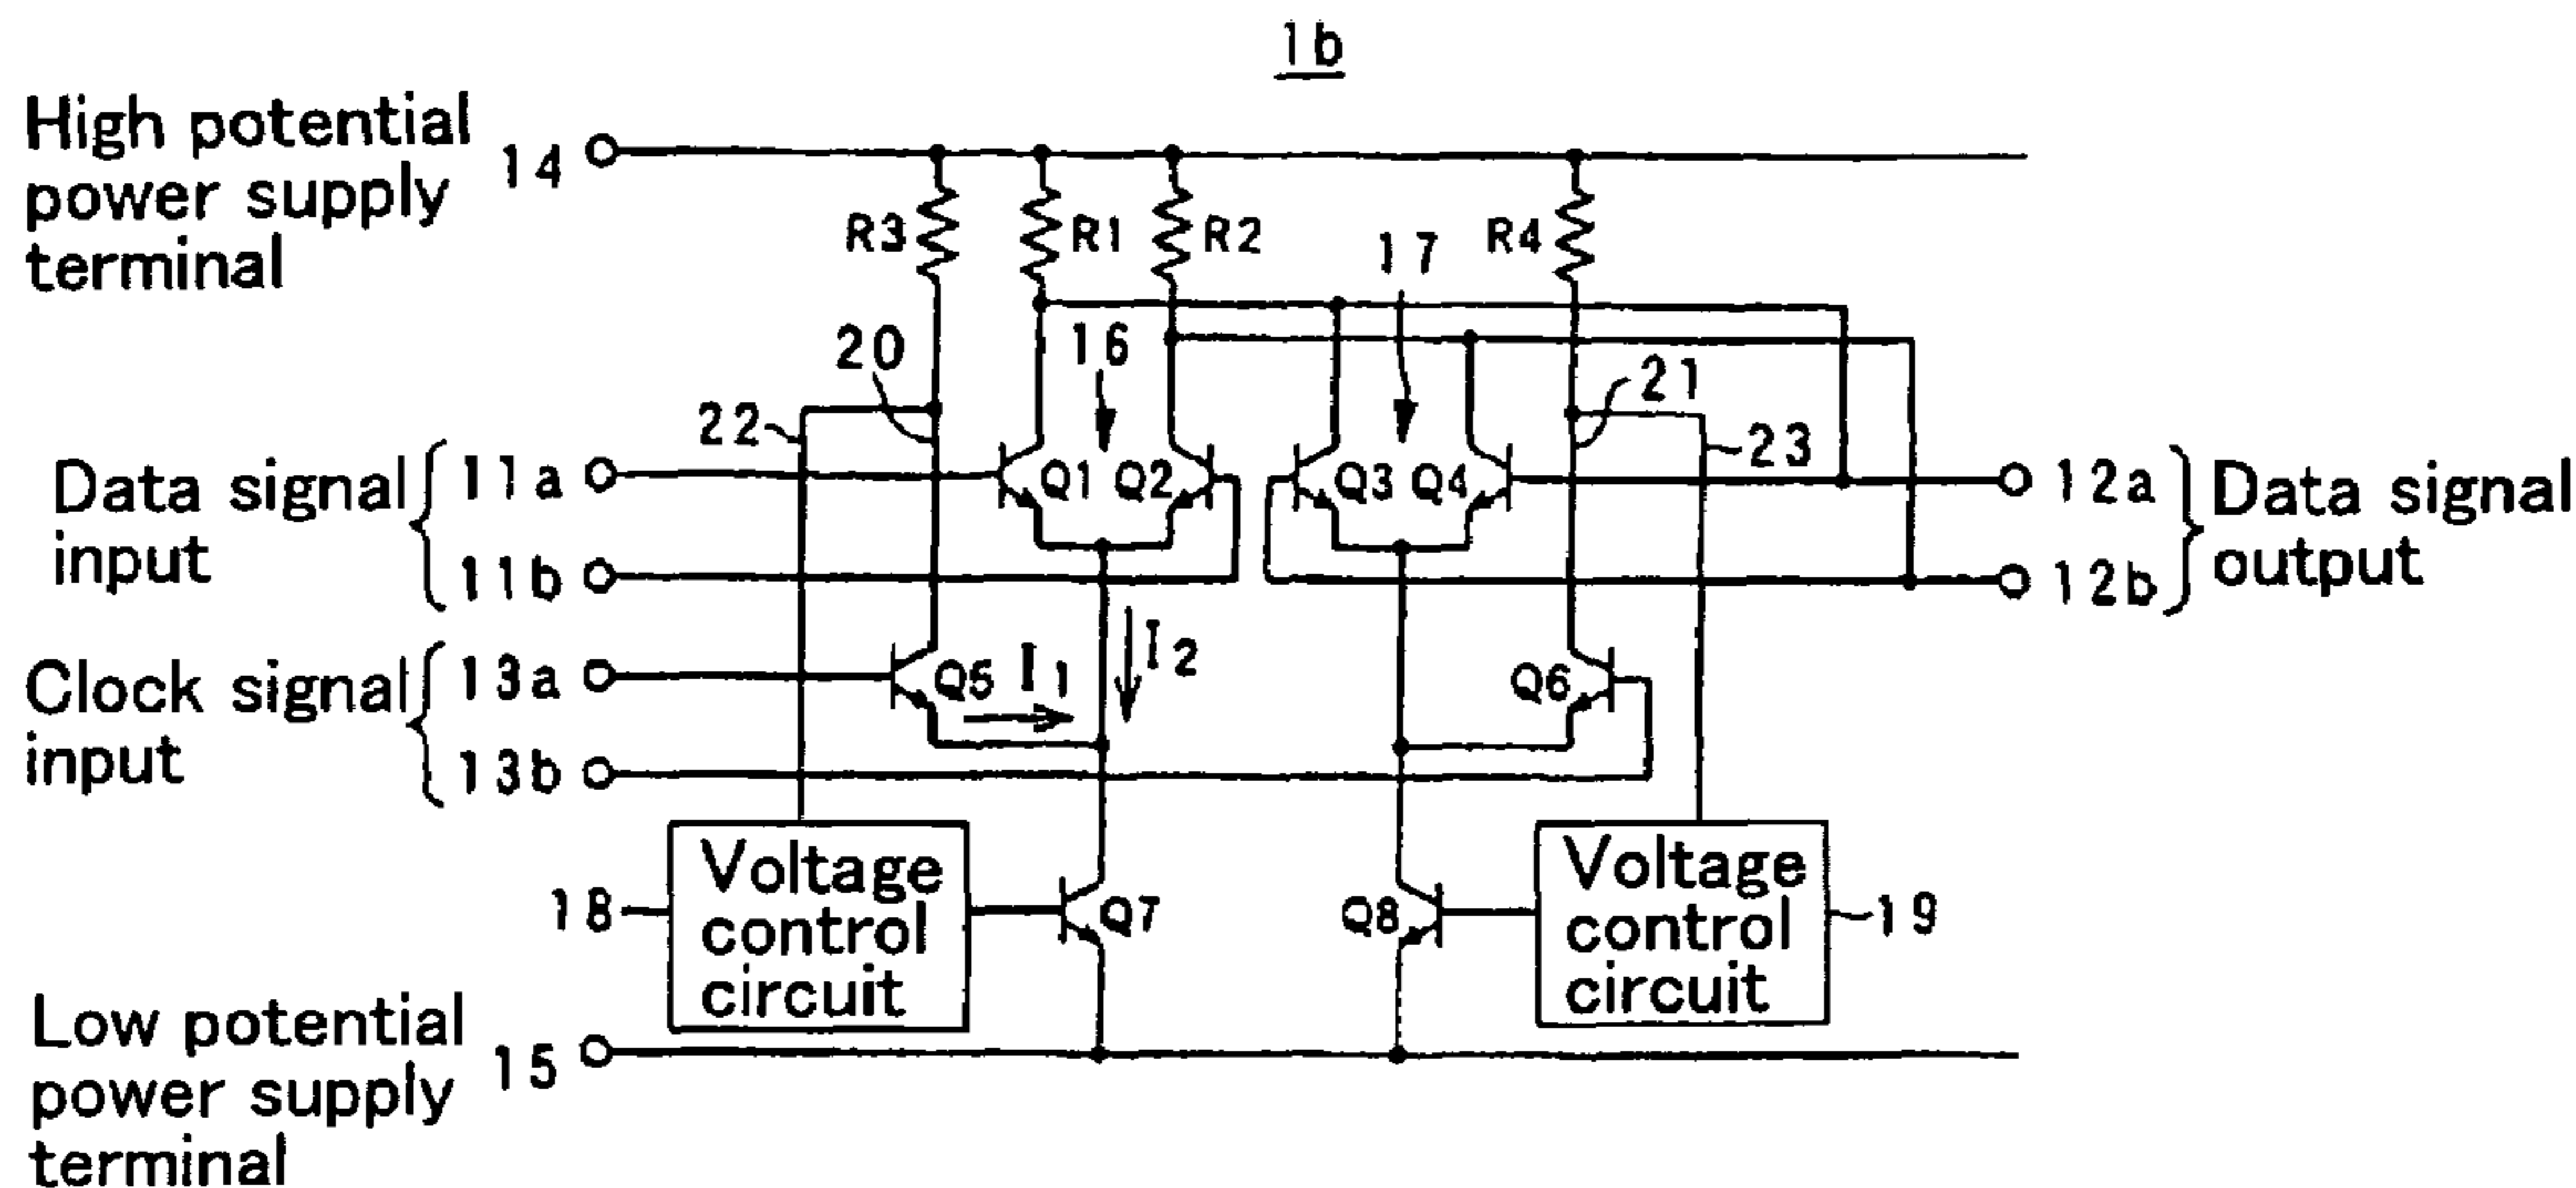 1b
High potential
power supply
terminal
14
R3
R1
R2
17
R4
16
20
21
22
23
Data signal
input
11a
11b
Q1
Q2
Q3
Q4
12a
12b
Data signal
output
Clock signal
input
13a
13b
Q5
I1
I2
Q6
Voltage
control
circuit
18
Q7
Q8
Voltage
control
circuit
19
Low potential
power supply
terminal
15